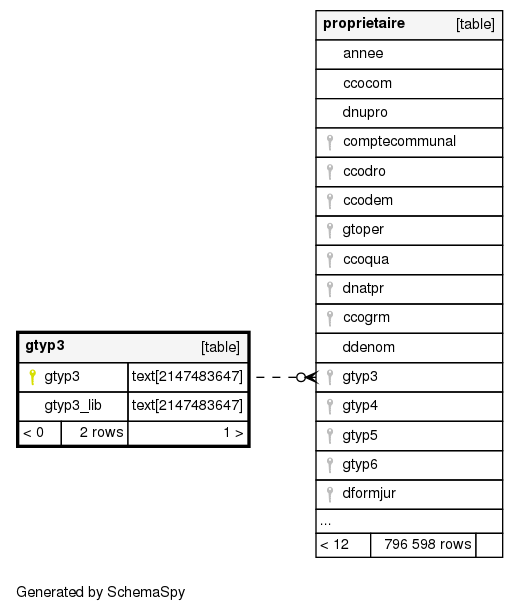 proprietaire [table]
annee
ccocom
dnupro
comptecommunal
ccodro
ccodem
gtoper
ccoqua
dnatpr
ccogrm
ddenom
gtyp3
gtyp4
gtyp5
gtyp6
dformjur
...
< 12 796 598 rows
gtyp3 [table]
gtyp3 text[2147483647]
gtyp3_lib text[2147483647]
< 0 2 rows 1 >
Generated by SchemaSpy